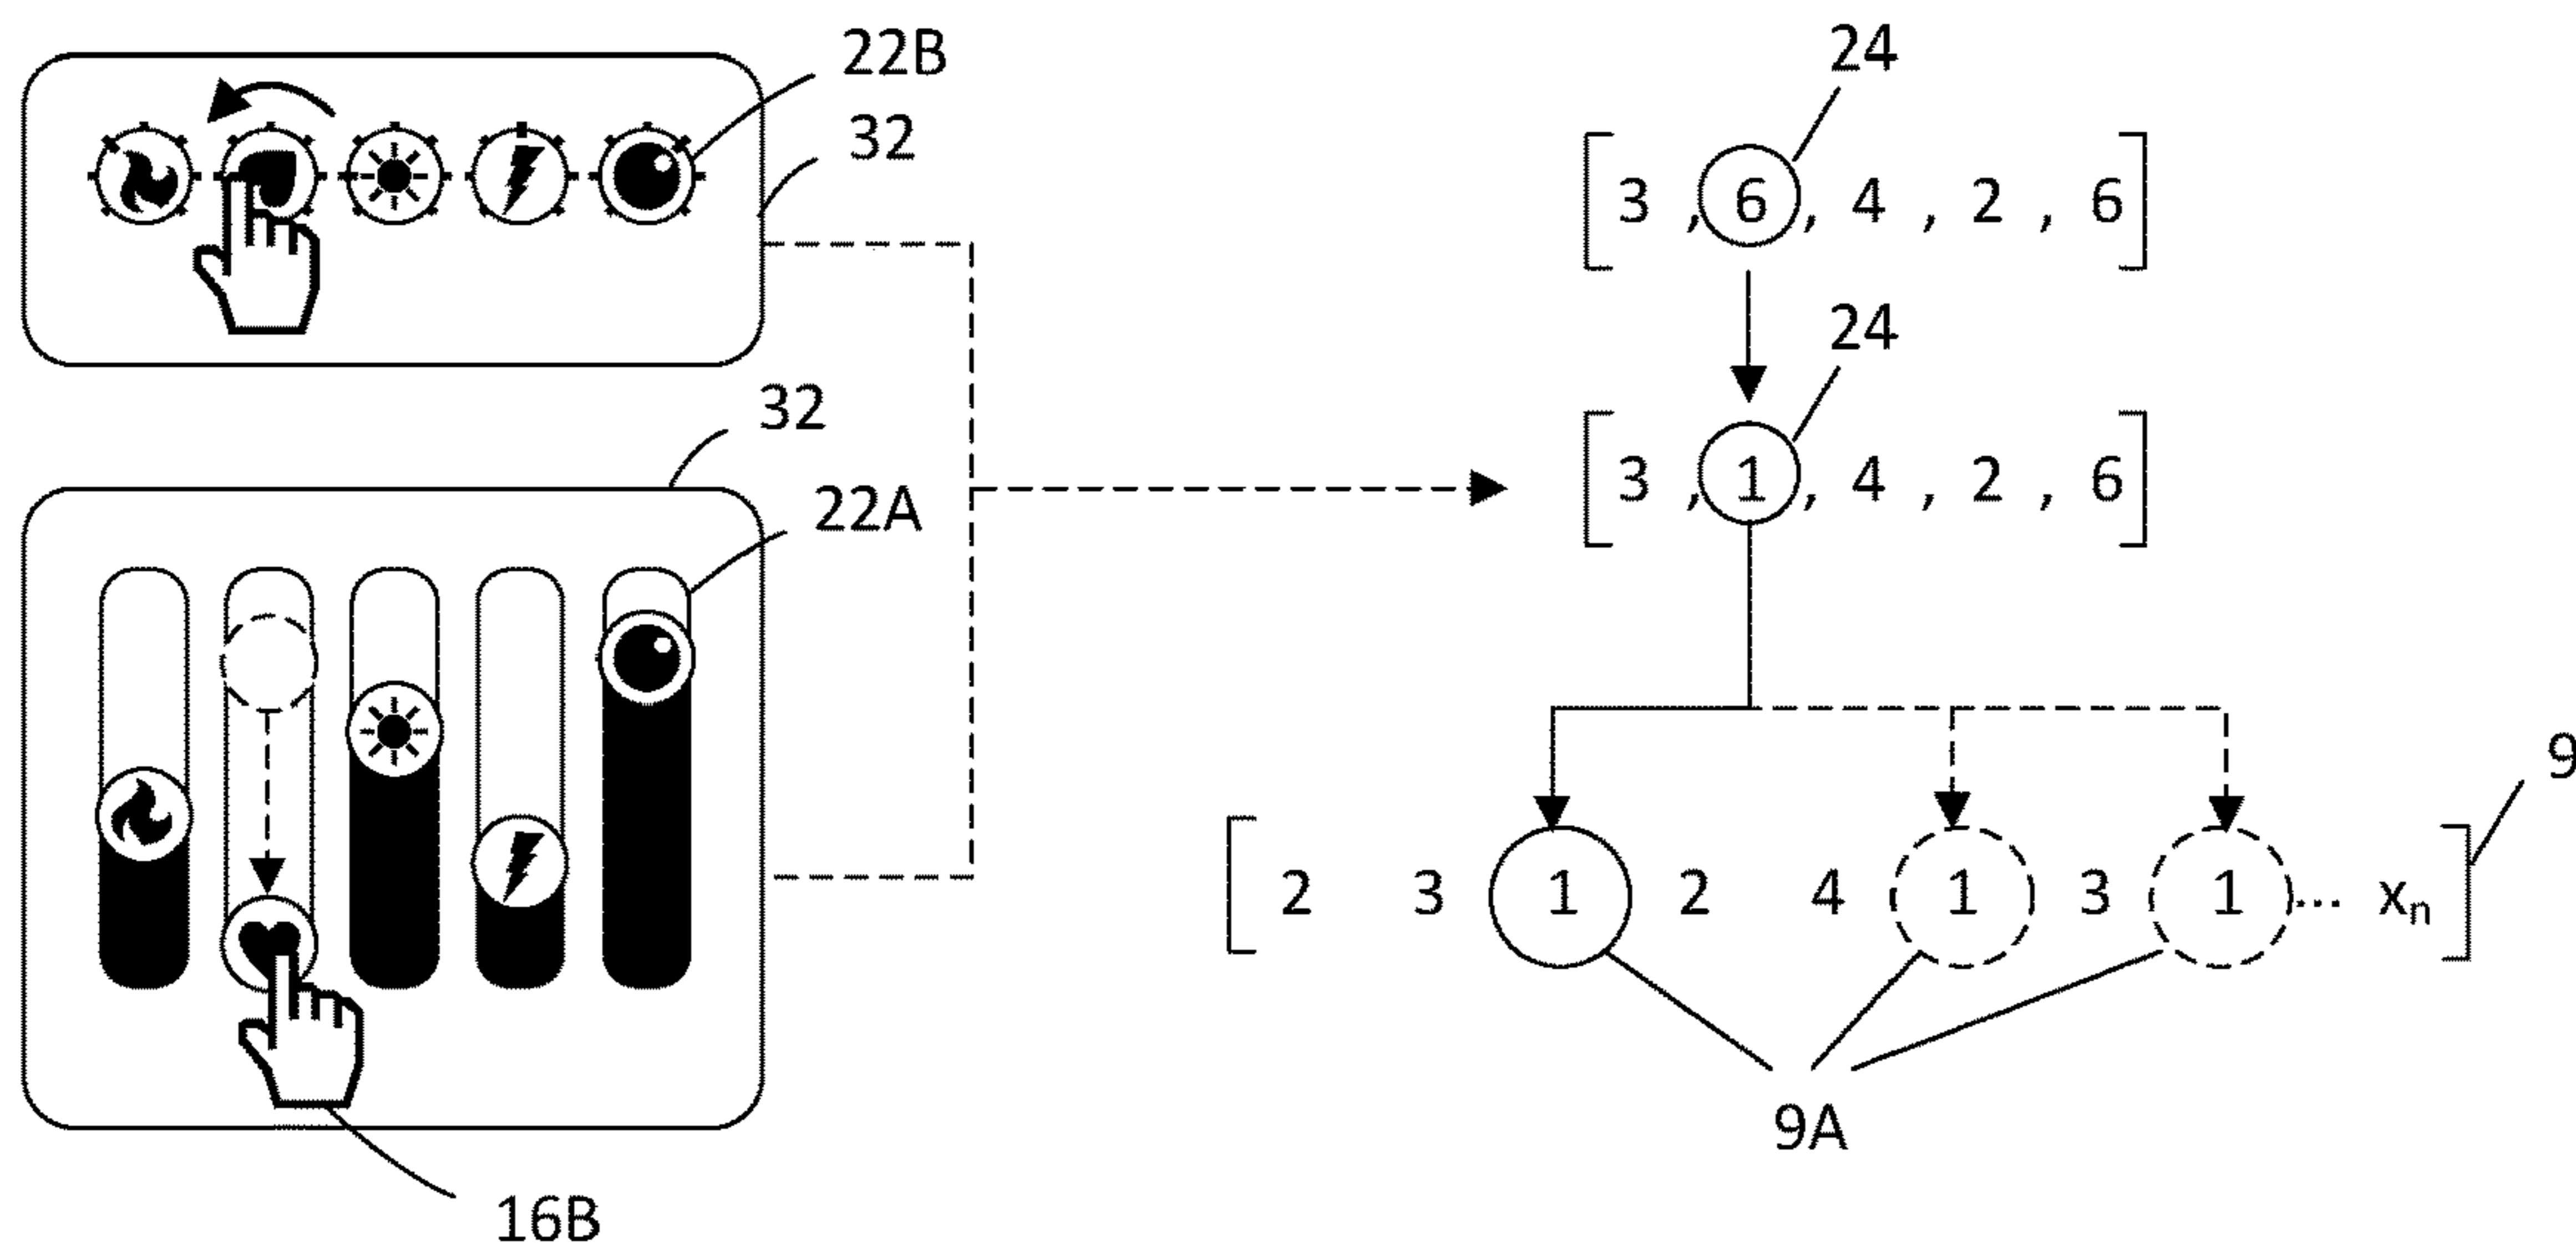 22B
32
24
[3 , 6 , 4 , 2 , 6]
24
32
22A
[3 , 1 , 4 , 2 , 6]
9
[2 3 1 2 4 1 3 1 ... xₙ]
9A
16B